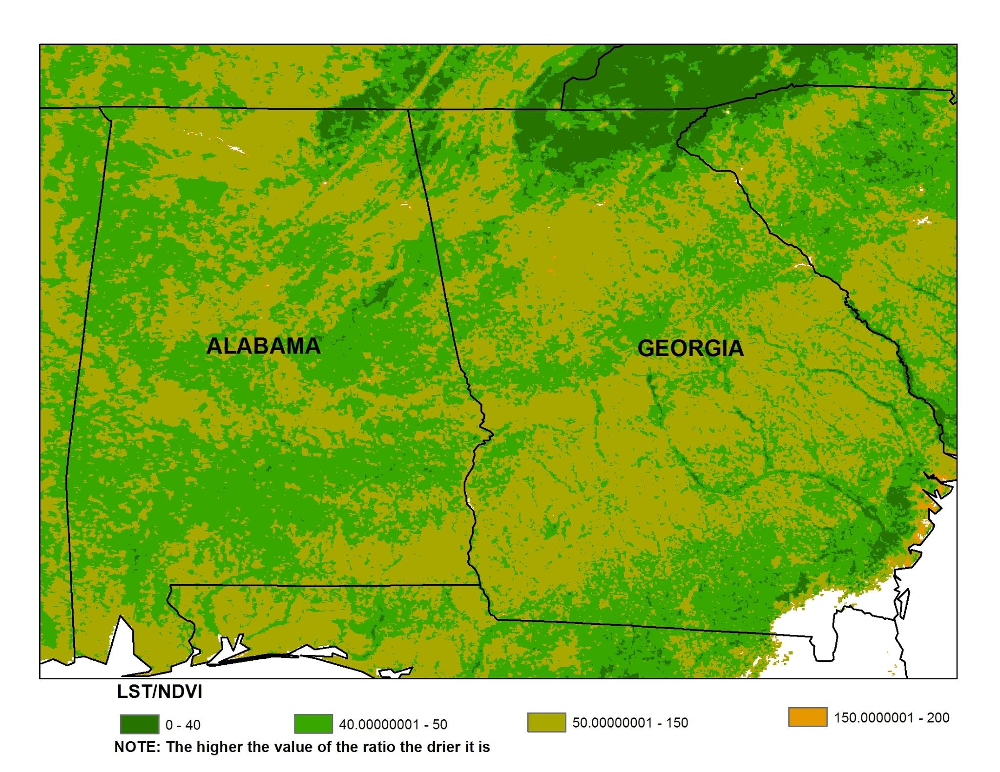 ALABAMA
GEORGIA
LST/NDVI
0 - 40
40.00000001 - 50
50.00000001 - 150
150.0000001 - 200
NOTE: The higher the value of the ratio the drier it is